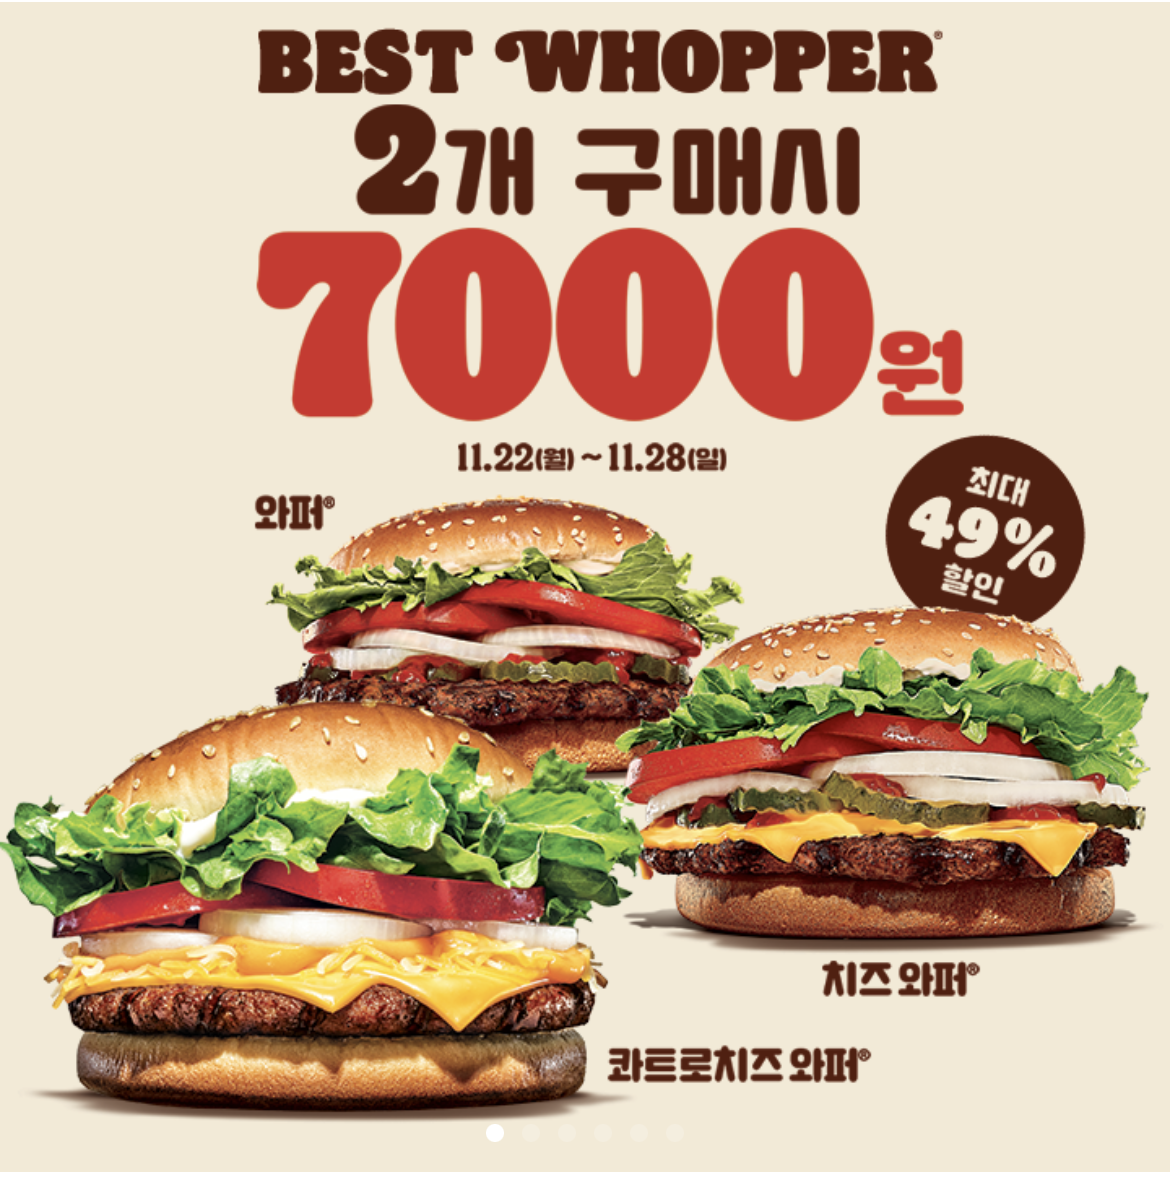 BEST WHOPPER®
2개 구매시
7000원
11.22(월) ~ 11.28(일)
최대
49%
할인
와퍼®
치즈 와퍼®
콰트로치즈 와퍼®